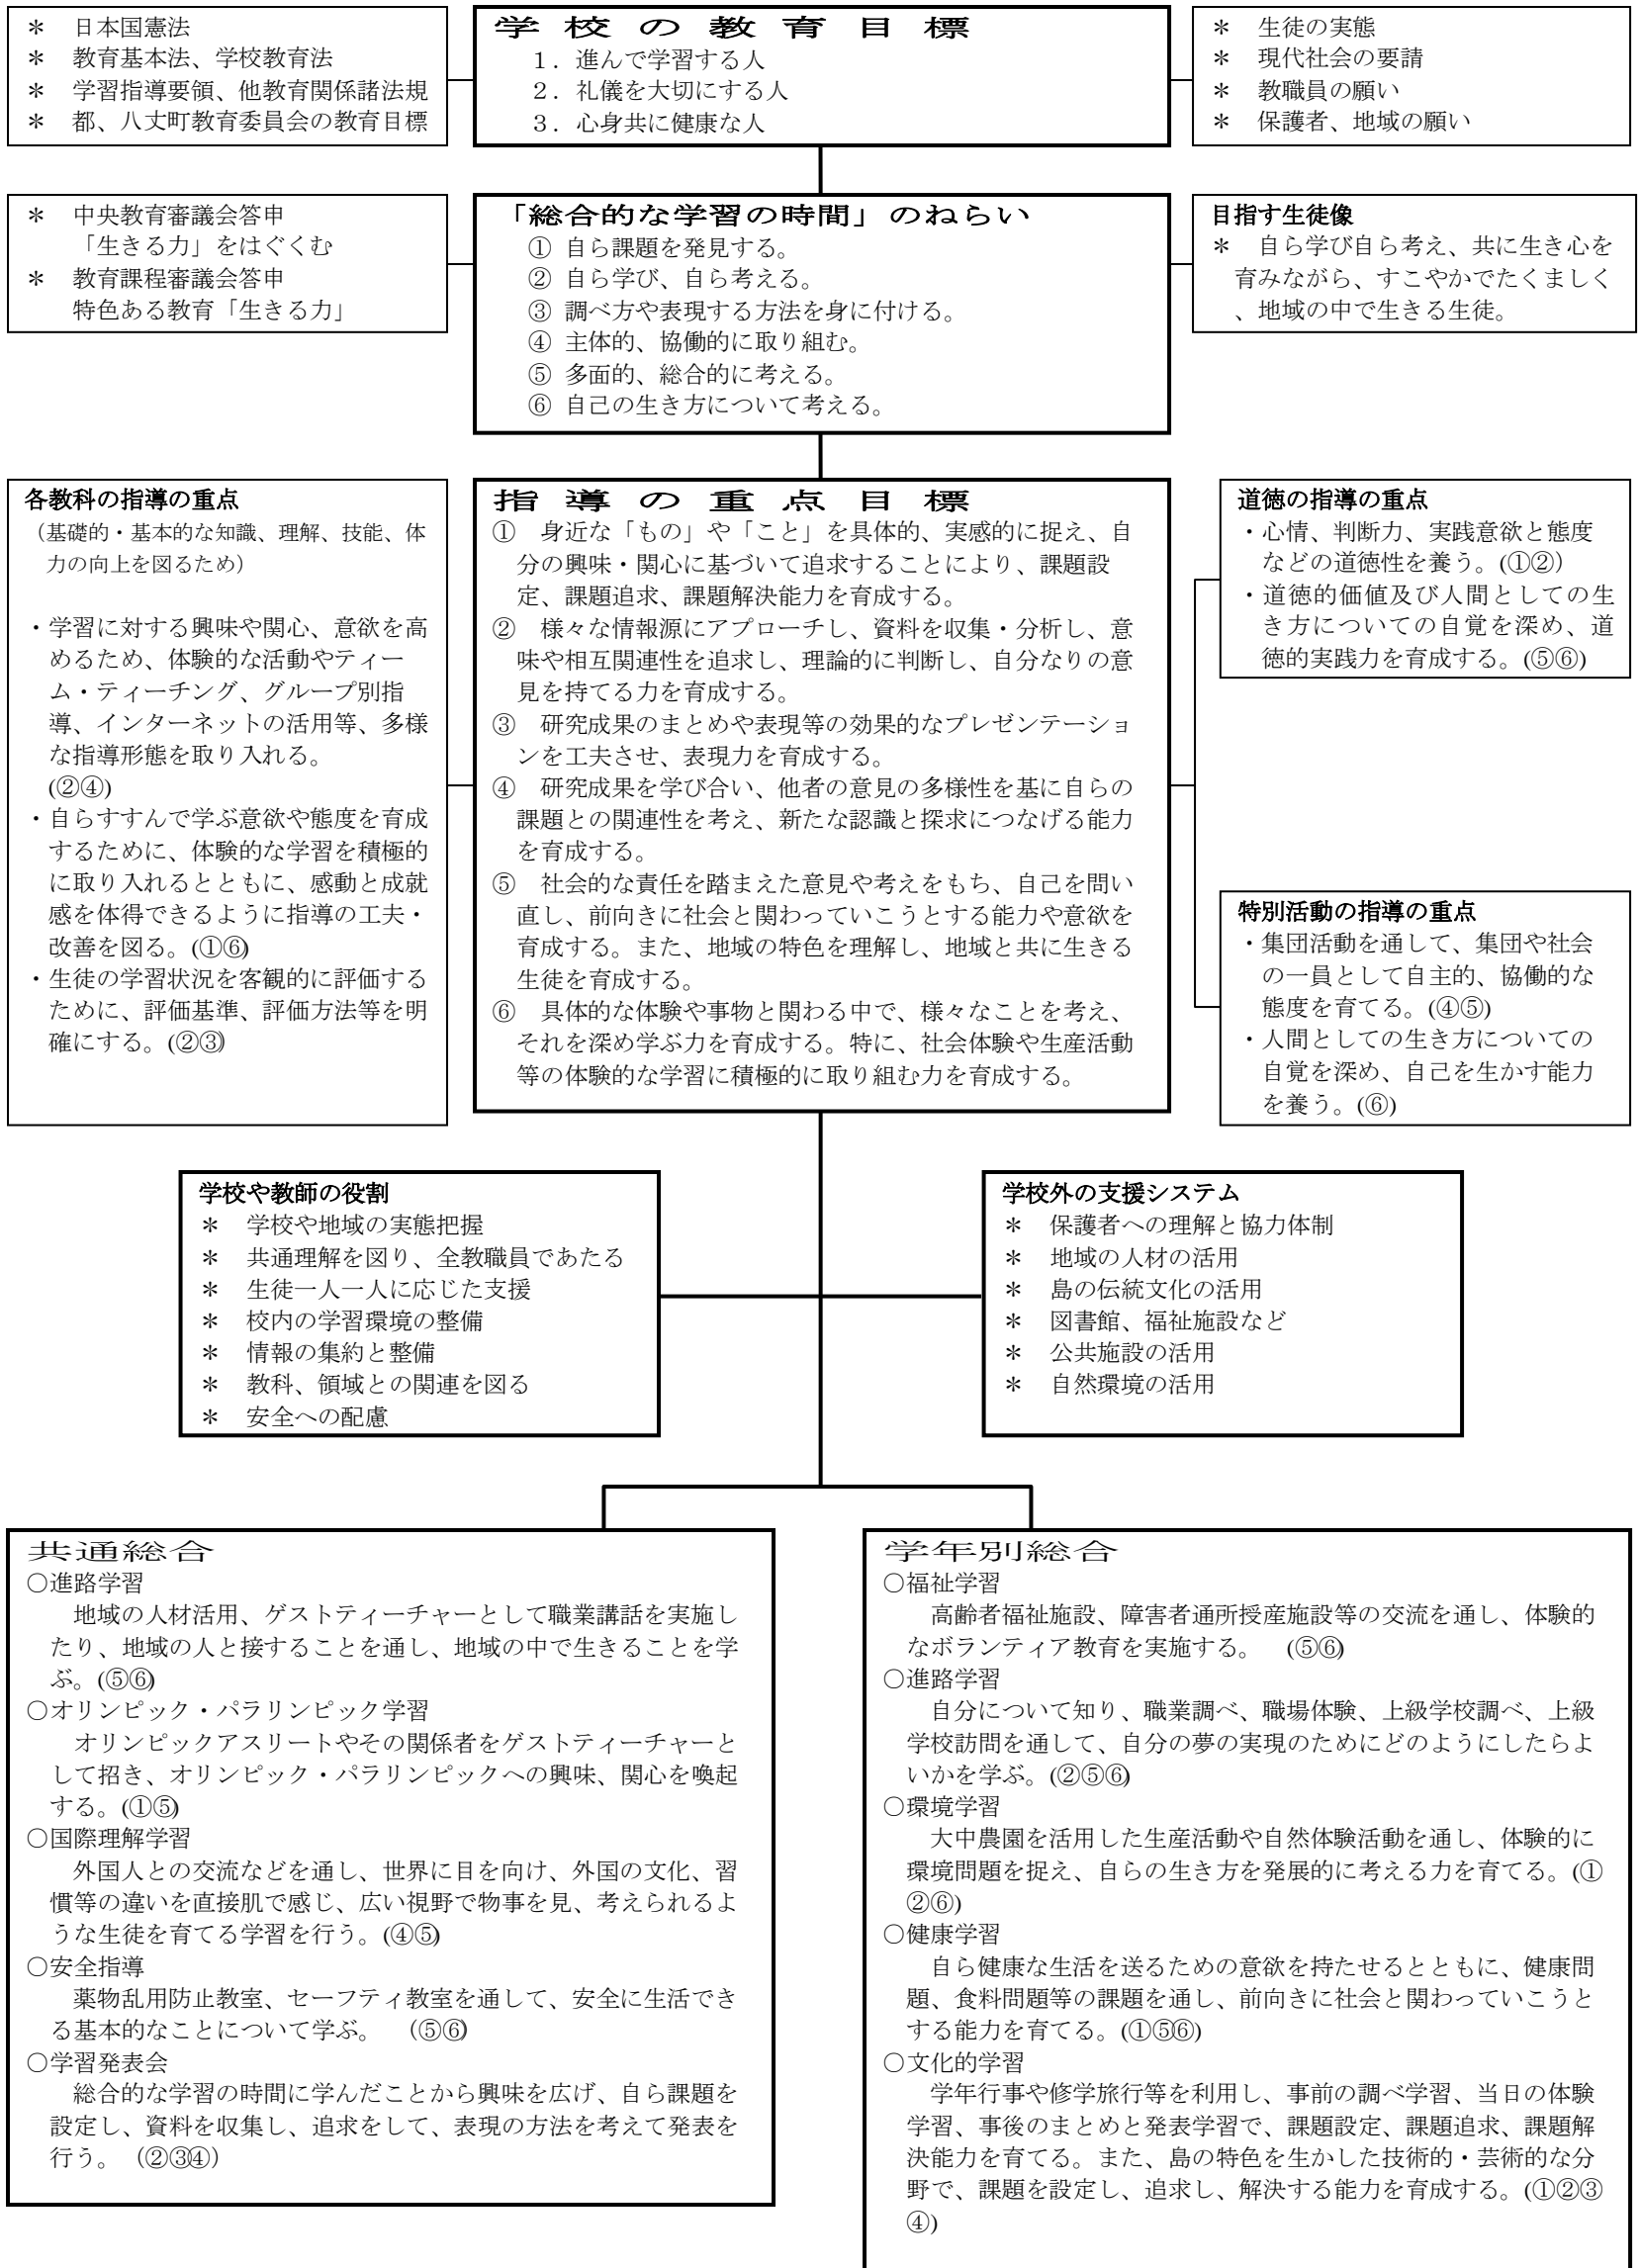 ＊　日本国憲法
＊　教育基本法、学校教育法
＊　学習指導要領、他教育関係諸法規
＊　都、八丈町教育委員会の教育目標
学校の教育目標
１．進んで学習する人
２．礼儀を大切にする人
３．心身共に健康な人
＊　生徒の実態
＊　現代社会の要請
＊　教職員の願い
＊　保護者、地域の願い
＊　中央教育審議会答申
「生きる力」をはぐくむ
＊　教育課程審議会答申
特色ある教育「生きる力」
「総合的な学習の時間」のねらい
① 自ら課題を発見する。
② 自ら学び、自ら考える。
③ 調べ方や表現する方法を身に付ける。
④ 主体的、協働的に取り組む。
⑤ 多面的、総合的に考える。
⑥ 自己の生き方について考える。
目指す生徒像
＊　自ら学び自ら考え、共に生き心を
育みながら、すこやかでたくましく
、地域の中で生きる生徒。
各教科の指導の重点
（基礎的・基本的な知識、理解、技能、体
力の向上を図るため）
・学習に対する興味や関心、意欲を高
めるため、体験的な活動やティー
ム・ティーチング、グループ別指
導、インターネットの活用等、多様
な指導形態を取り入れる。
(②④)
・自らすすんで学ぶ意欲や態度を育成
するために、体験的な学習を積極的
に取り入れるとともに、感動と成就
感を体得できるように指導の工夫・
改善を図る。(①⑥)
・生徒の学習状況を客観的に評価する
ために、評価基準、評価方法等を明
確にする。(②③)
指導の重点目標
①　身近な「もの」や「こと」を具体的、実感的に捉え、自
分の興味・関心に基づいて追求することにより、課題設
定、課題追求、課題解決能力を育成する。
②　様々な情報源にアプローチし、資料を収集・分析し、意
味や相互関連性を追求し、理論的に判断し、自分なりの意
見を持てる力を育成する。
③　研究成果のまとめや表現等の効果的なプレゼンテーショ
ンを工夫させ、表現力を育成する。
④　研究成果を学び合い、他者の意見の多様性を基に自らの
課題との関連性を考え、新たな認識と探求につなげる能力
を育成する。
⑤　社会的な責任を踏まえた意見や考えをもち、自己を問い
直し、前向きに社会と関わっていこうとする能力や意欲を
育成する。また、地域の特色を理解し、地域と共に生きる
生徒を育成する。
⑥　具体的な体験や事物と関わる中で、様々なことを考え、
それを深め学ぶ力を育成する。特に、社会体験や生産活動
等の体験的な学習に積極的に取り組む力を育成する。
道徳の指導の重点
・心情、判断力、実践意欲と態度
などの道徳性を養う。(①②)
・道徳的価値及び人間としての生
き方についての自覚を深め、道
徳的実践力を育成する。(⑤⑥)
特別活動の指導の重点
・集団活動を通して、集団や社会
の一員として自主的、協働的な
態度を育てる。(④⑤)
・人間としての生き方についての
自覚を深め、自己を生かす能力
を養う。(⑥)
学校や教師の役割
＊　学校や地域の実態把握
＊　共通理解を図り、全教職員であたる
＊　生徒一人一人に応じた支援
＊　校内の学習環境の整備
＊　情報の集約と整備
＊　教科、領域との関連を図る
＊　安全への配慮
学校外の支援システム
＊　保護者への理解と協力体制
＊　地域の人材の活用
＊　島の伝統文化の活用
＊　図書館、福祉施設など
＊　公共施設の活用
＊　自然環境の活用
共通総合
○進路学習
地域の人材活用、ゲストティーチャーとして職業講話を実施し
たり、地域の人と接することを通し、地域の中で生きることを学
ぶ。(⑤⑥)
○オリンピック・パラリンピック学習
オリンピックアスリートやその関係者をゲストティーチャーと
して招き、オリンピック・パラリンピックへの興味、関心を喚起
する。(①⑤)
○国際理解学習
外国人との交流などを通し、世界に目を向け、外国の文化、習
慣等の違いを直接肌で感じ、広い視野で物事を見、考えられるよ
うな生徒を育てる学習を行う。(④⑤)
○安全指導
薬物乱用防止教室、セーフティ教室を通して、安全に生活でき
る基本的なことについて学ぶ。　（⑤⑥)
○学習発表会
総合的な学習の時間に学んだことから興味を広げ、自ら課題を
設定し、資料を収集し、追求をして、表現の方法を考えて発表を
行う。（②③④）
学年別総合
○福祉学習
高齢者福祉施設、障害者通所授産施設等の交流を通し、体験的
なボランティア教育を実施する。　(⑤⑥)
○進路学習
自分について知り、職業調べ、職場体験、上級学校調べ、上級
学校訪問を通して、自分の夢の実現のためにどのようにしたらよ
いかを学ぶ。(②⑤⑥)
○環境学習
大中農園を活用した生産活動や自然体験活動を通し、体験的に
環境問題を捉え、自らの生き方を発展的に考える力を育てる。(①
②⑥)
○健康学習
自ら健康な生活を送るための意欲を持たせるとともに、健康問
題、食料問題等の課題を通し、前向きに社会と関わっていこうと
する能力を育てる。(①⑤⑥)
○文化的学習
学年行事や修学旅行等を利用し、事前の調べ学習、当日の体験
学習、事後のまとめと発表学習で、課題設定、課題追求、課題解
決能力を育てる。また、島の特色を生かした技術的・芸術的な分
野で、課題を設定し、追求し、解決する能力を育成する。(①②③
④)